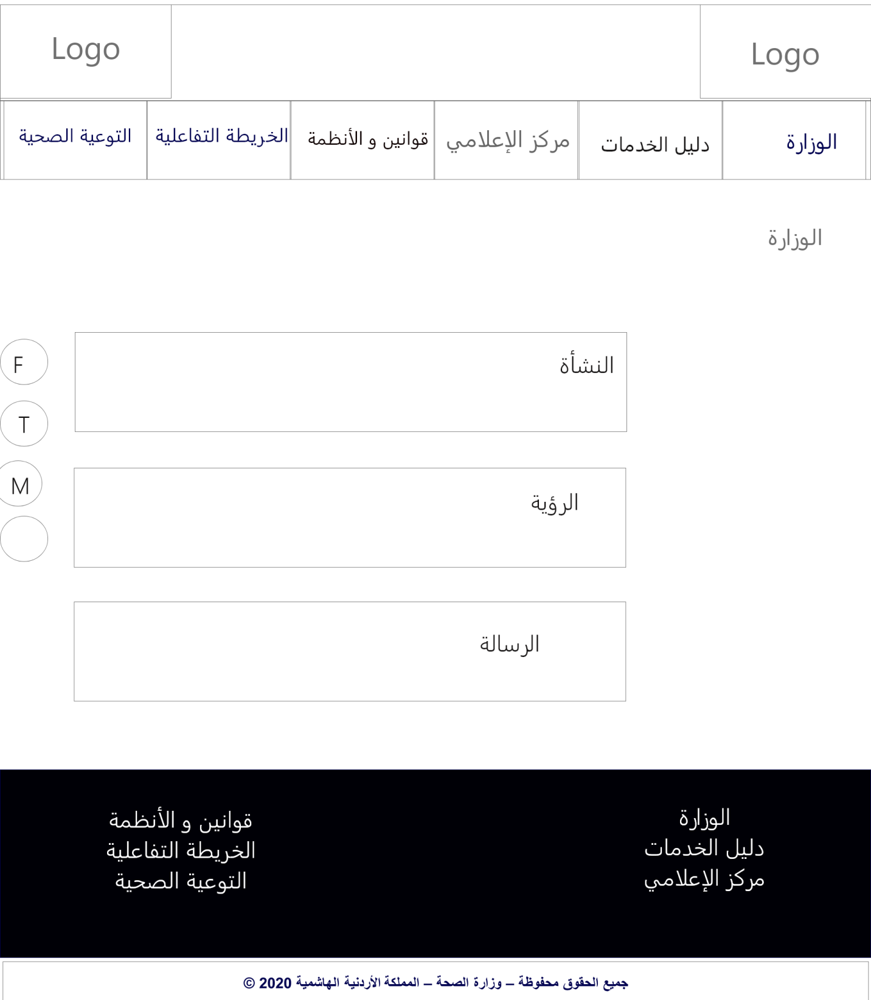 Logo
Logo
الوزارة
دليل الخدمات
مركز الإعلامي
قوانين و الأنظمة
الخريطة التفاعلية
التوعية الصحية
الوزارة
النشأة
F
T
M
الرؤية
الرسالة
الوزارة
دليل الخدمات
مركز الإعلامي
قوانين و الأنظمة
الخريطة التفاعلية
التوعية الصحية
جميع الحقوق محفوظة – وزارة الصحة – المملكة الأردنية الهاشمية 2020 ©